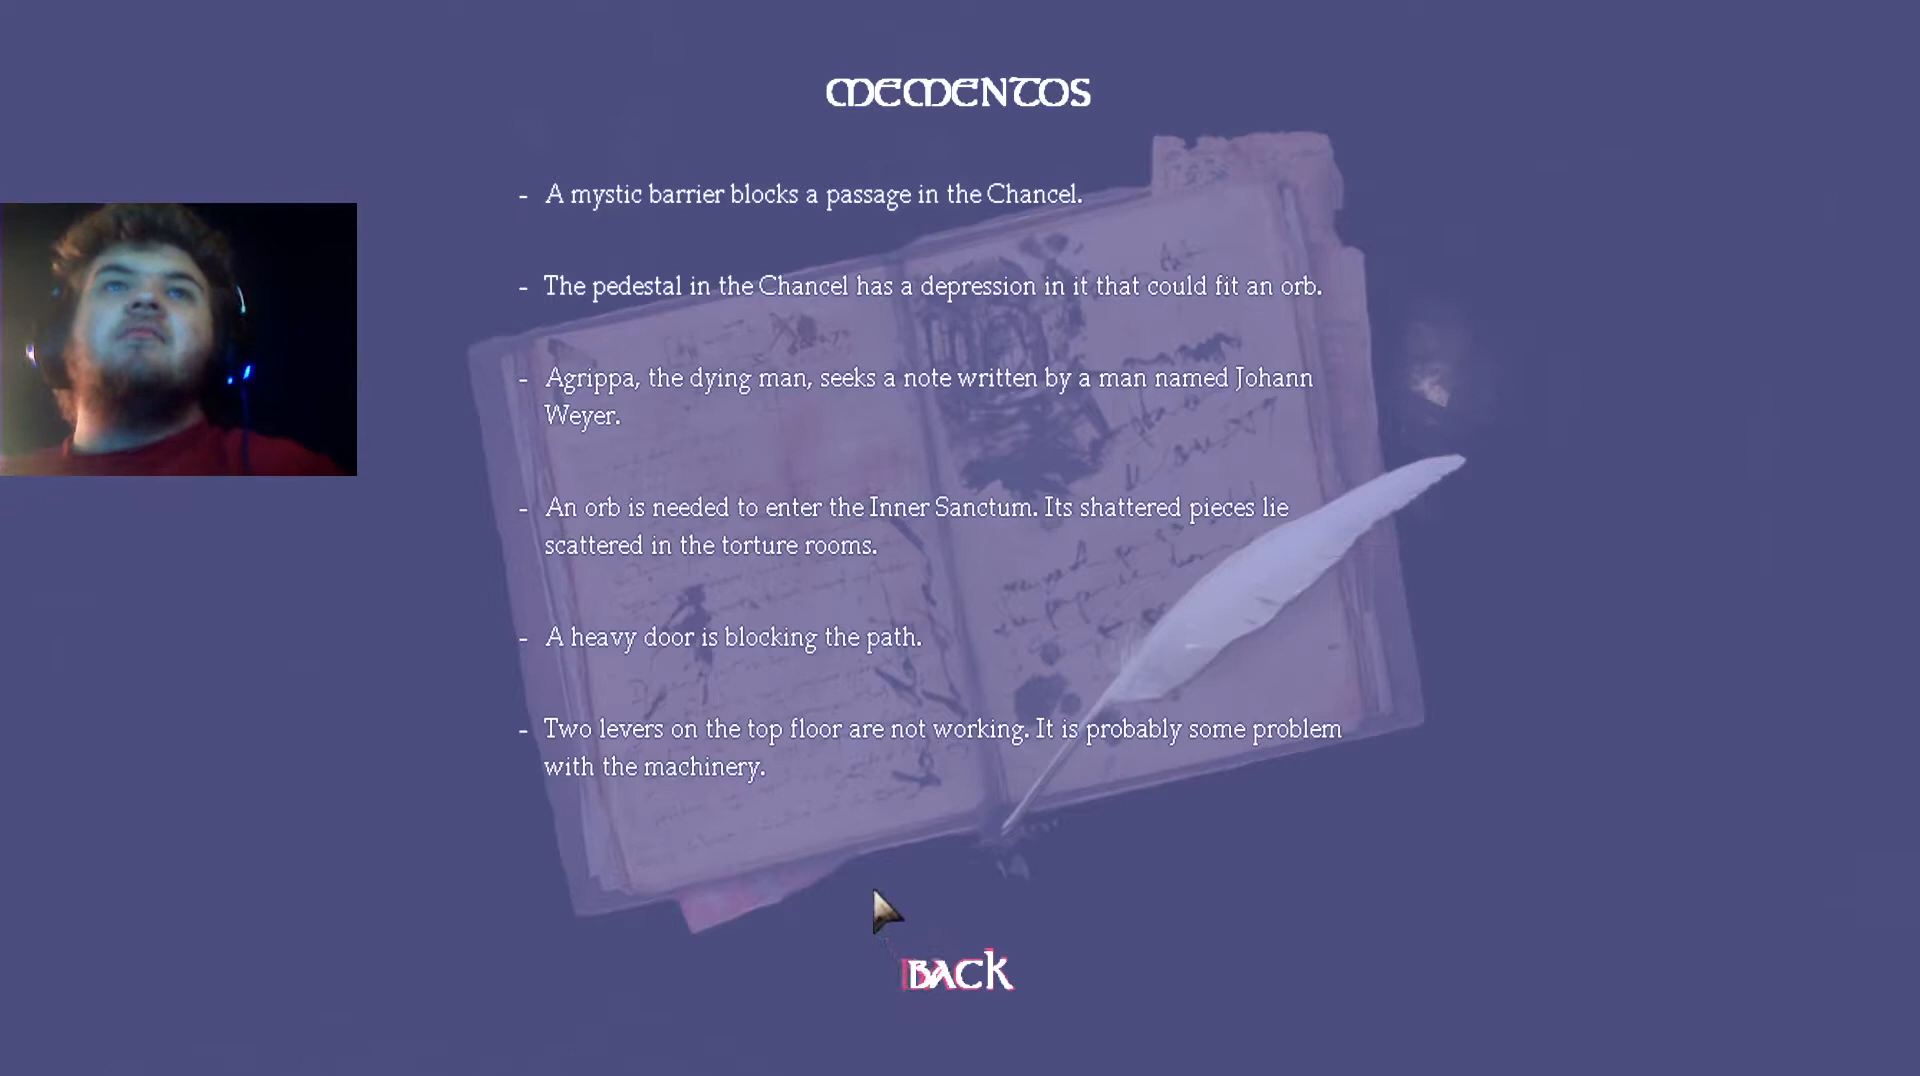 MEMENTOS
- A mystic barrier blocks a passage in the Chancel.
- The pedestal in the Chancel has a depression in it that could fit an orb.
- Agrippa, the dying man, seeks a note written by a man named Johann
Weyer.
- An orb is needed to enter the Inner Sanctum. Its shattered pieces lie
scattered in the torture rooms.
- A heavy door is blocking the path.
- Two levers on the top floor are not working. It is probably some problem
with the machinery.
BACK